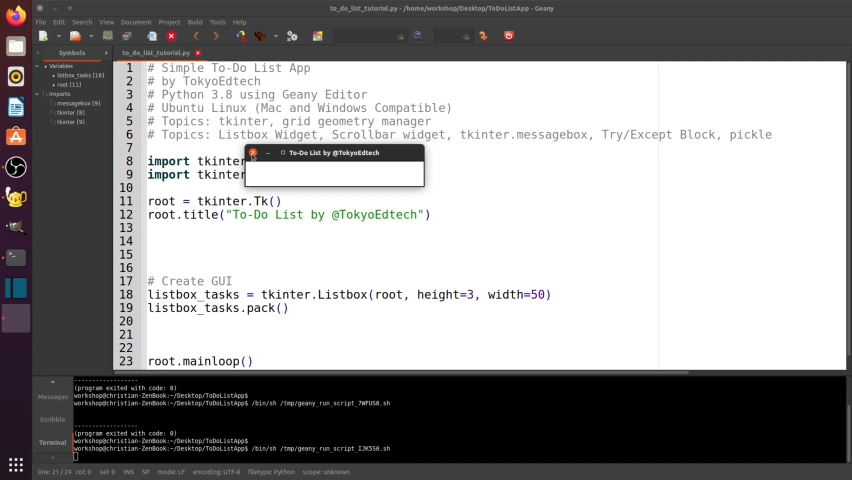 to_do_list_tutorial.py - /home/workshop/Desktop/ToDoListApp - Geany
File Edit Search View Document Project Build Tools Help
Symbols
to_do_list_tutorial.py
Variables
listbox_tasks [18]
root [11]
Imports
messagebox [9]
tkinter [8]
tkinter [9]
1 # Simple To-Do List App
2 # by TokyoEdtech
3 # Python 3.8 using Geany Editor
4 # Ubuntu Linux (Mac and Windows Compatible)
5 # Topics: tkinter, grid geometry manager
6 # Topics: Listbox Widget, Scrollbar widget, tkinter.messagebox, Try/Except Block, pickle
7
To-Do List by @TokyoEdtech
8 import tkinter
9 import tkinter
10
11 root = tkinter.Tk()
12 root.title("To-Do List by @TokyoEdtech")
13
14
15
16
17 # Create GUI
18 listbox_tasks = tkinter.Listbox(root, height=3, width=50)
19 listbox_tasks.pack()
20
21
22
23 root.mainloop()
Messages
Scribble
Terminal
------------------
(program exited with code: 0)
workshop@christian-ZenBook:~/Desktop/ToDoListApp$
workshop@christian-ZenBook:~/Desktop/ToDoListApp$ /bin/sh /tmp/geany_run_script_7WFUS0.sh
------------------
(program exited with code: 0)
workshop@christian-ZenBook:~/Desktop/ToDoListApp$
workshop@christian-ZenBook:~/Desktop/ToDoListApp$ /bin/sh /tmp/geany_run_script_IJK5S0.sh
line: 21 / 24 col: 0 sel: 0 INS SP mode: LF encoding: UTF-8 filetype: Python scope: unknown